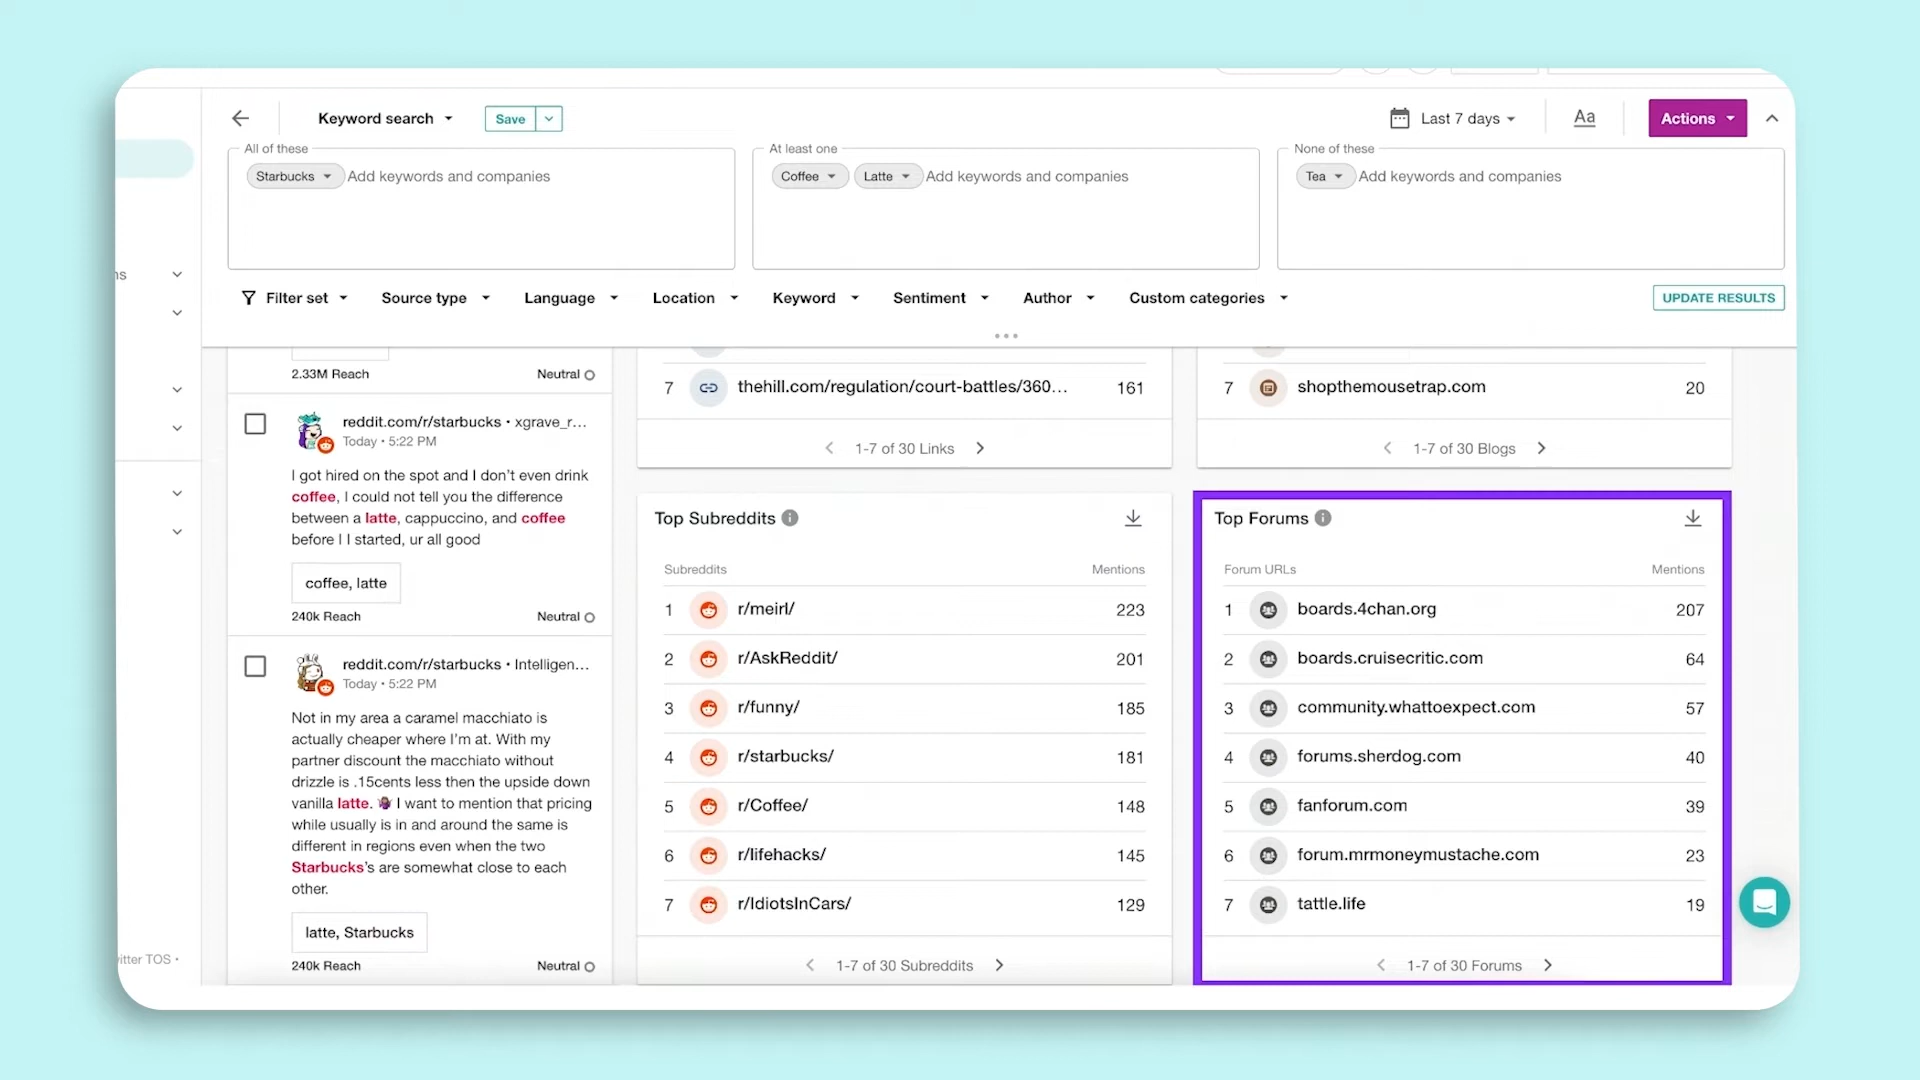 Keyword search
Save
Last 7 days
Aa
Actions
All of these
Starbucks
Add keywords and companies
At least one
Coffee
Latte
Add keywords and companies
None of these
Tea
Add keywords and companies
Filter set
Source type
Language
Location
Keyword
Sentiment
Author
Custom categories
UPDATE RESULTS
2.33M Reach
Neutral
reddit.com/r/starbucks • xgrave_r...
Today • 5:22 PM
I got hired on the spot and I don't even drink
coffee, I could not tell you the difference
between a latte, cappuccino, and coffee
before I I started, ur all good
coffee, latte
240k Reach
Neutral
reddit.com/r/starbucks • Intelligen...
Today • 5:22 PM
Not in my area a caramel macchiato is
actually cheaper where I'm at. With my
partner discount the macchiato without
drizzle is .15cents less then the upside down
vanilla latte. 🤷🏾‍♀️ I want to mention that pricing
while usually is in and around the same is
different in regions even when the two
Starbucks's are somewhat close to each
other.
latte, Starbucks
240k Reach
Neutral
7 thehill.com/regulation/court-battles/360... 161
1-7 of 30 Links
7 shopthemousetrap.com 20
1-7 of 30 Blogs
Top Subreddits
Subreddits Mentions
1 r/meirl/ 223
2 r/AskReddit/ 201
3 r/funny/ 185
4 r/starbucks/ 181
5 r/Coffee/ 148
6 r/lifehacks/ 145
7 r/IdiotsInCars/ 129
1-7 of 30 Subreddits
Top Forums
Forum URLs Mentions
1 boards.4chan.org 207
2 boards.cruisecritic.com 64
3 community.whattoexpect.com 57
4 forums.sherdog.com 40
5 fanforum.com 39
6 forum.mrmoneymustache.com 23
7 tattle.life 19
1-7 of 30 Forums
itter TOS •